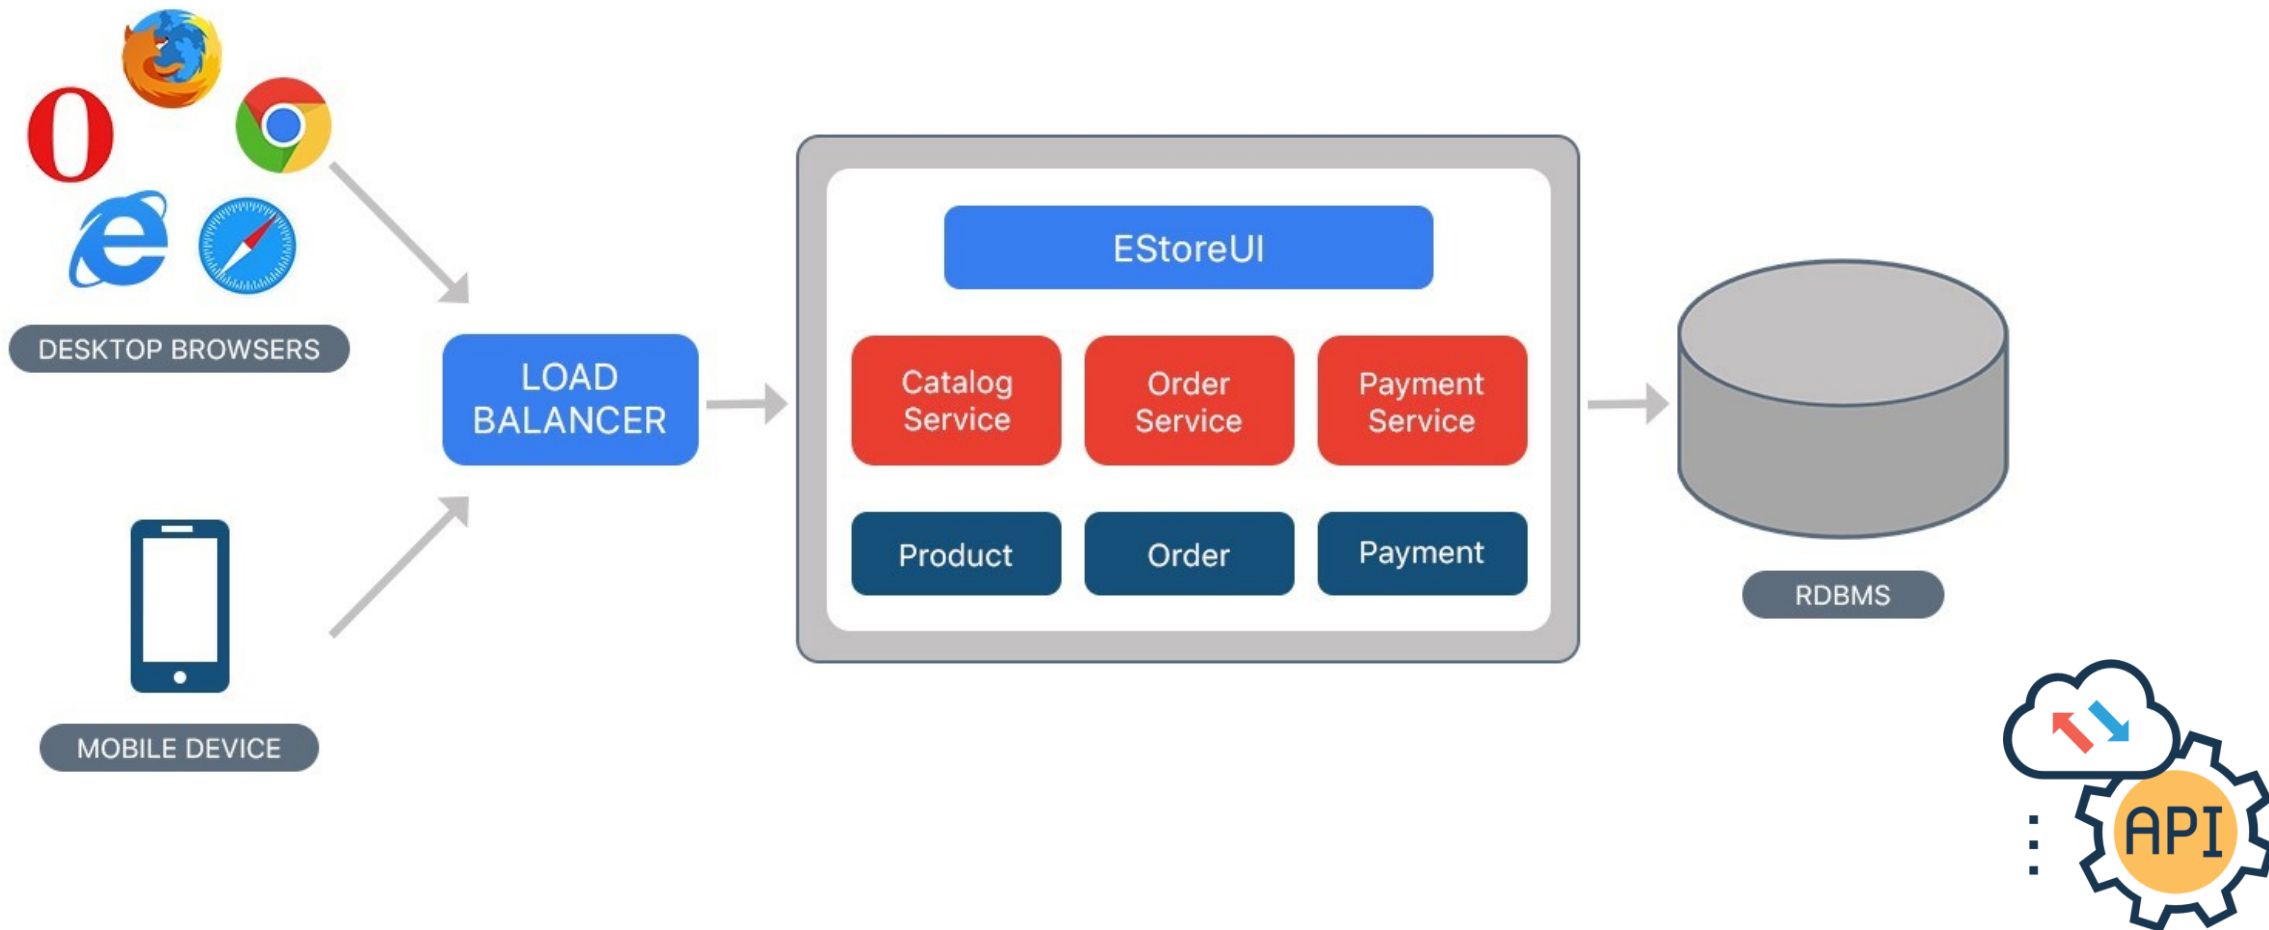 DESKTOP BROWSERS
MOBILE DEVICE
LOAD
BALANCER
EStoreUI
Catalog
Service
Order
Service
Payment
Service
Product
Order
Payment
RDBMS
API